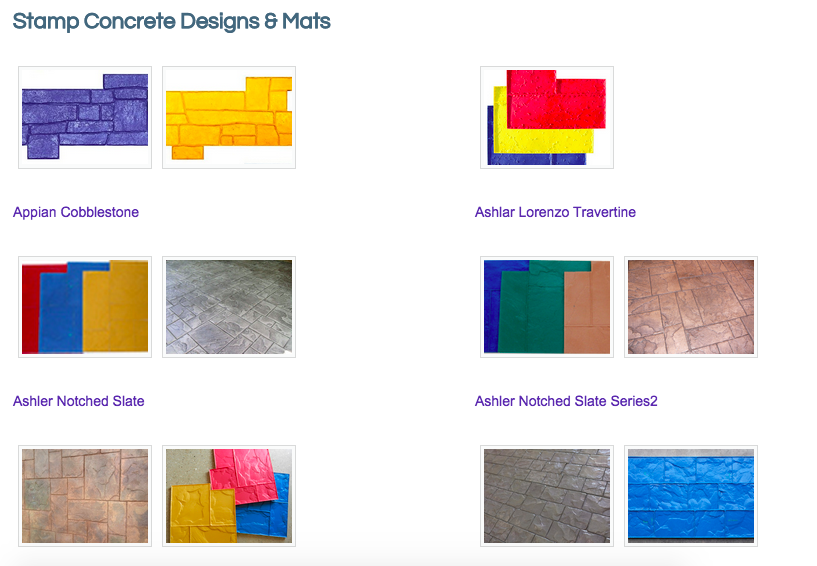 Stamp Concrete Designs & Mats
Appian Cobblestone
Ashlar Lorenzo Travertine
Ashler Notched Slate
Ashler Notched Slate Series2